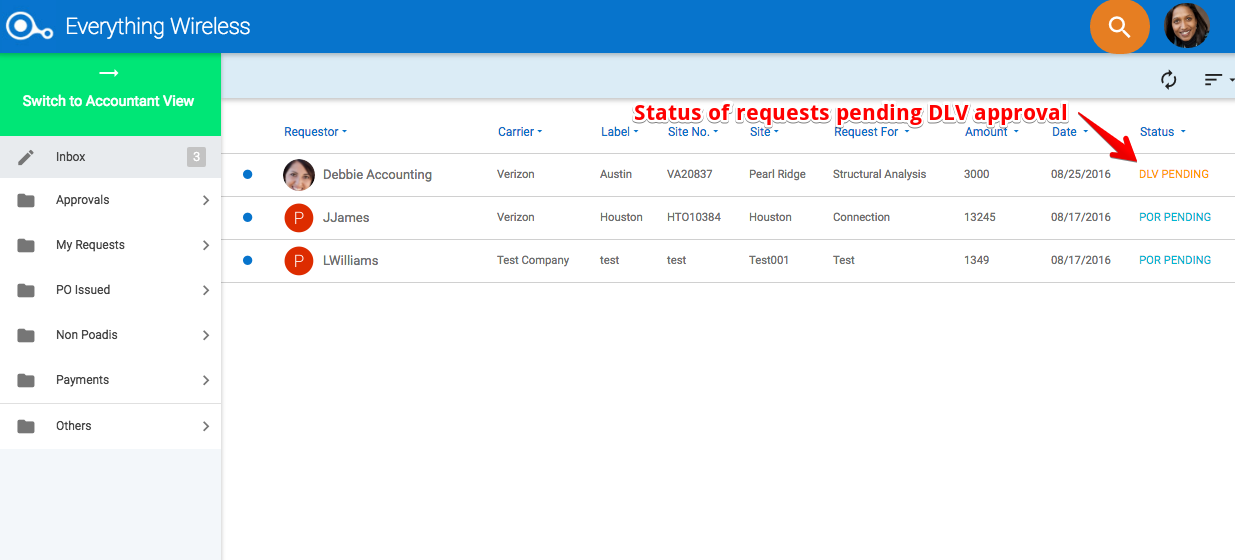 Everything Wireless
Switch to Accountant View
Status of requests pending DLV approval
Requestor Carrier Label Site No. Site Request For Amount Date Status
Inbox 3
Debbie Accounting Verizon Austin VA20837 Pearl Ridge Structural Analysis 3000 08/25/2016 DLV PENDING
Approvals
P JJames Verizon Houston HTO10384 Houston Connection 13245 08/17/2016 POR PENDING
My Requests
P LWilliams Test Company test test Test001 Test 1349 08/17/2016 POR PENDING
PO Issued
Non Poadis
Payments
Others